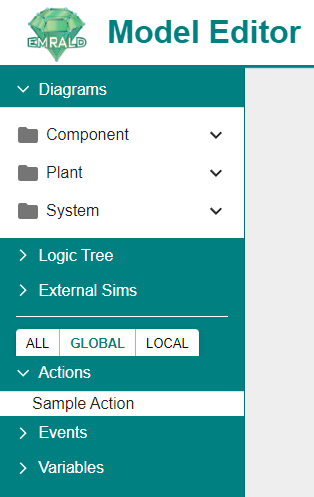 EMRALD
Model Editor
Diagrams
Component
Plant
System
Logic Tree
External Sims
ALL GLOBAL LOCAL
Actions
Sample Action
Events
Variables